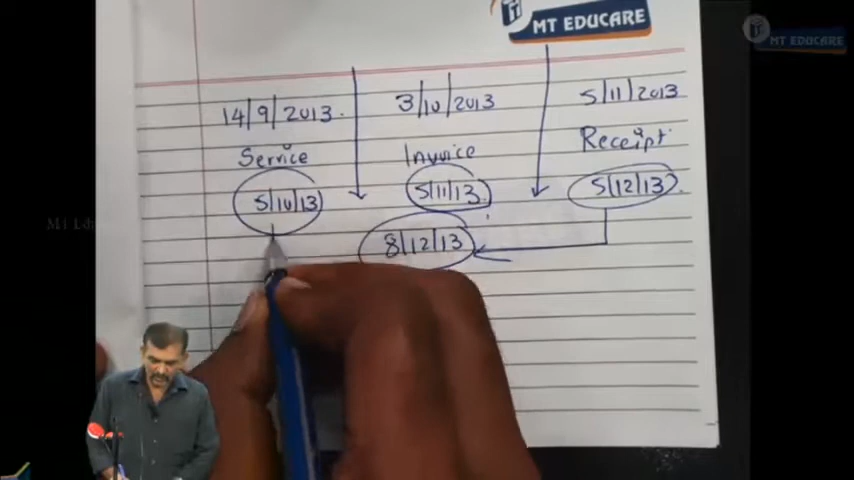 MT EDUCARE
MT EDUCARE
14|9|2013.
3|10|2013
5|11|2013
Service
Invoice
Receipt
5|10|13
5|11|13
5|12|13
8|12|13